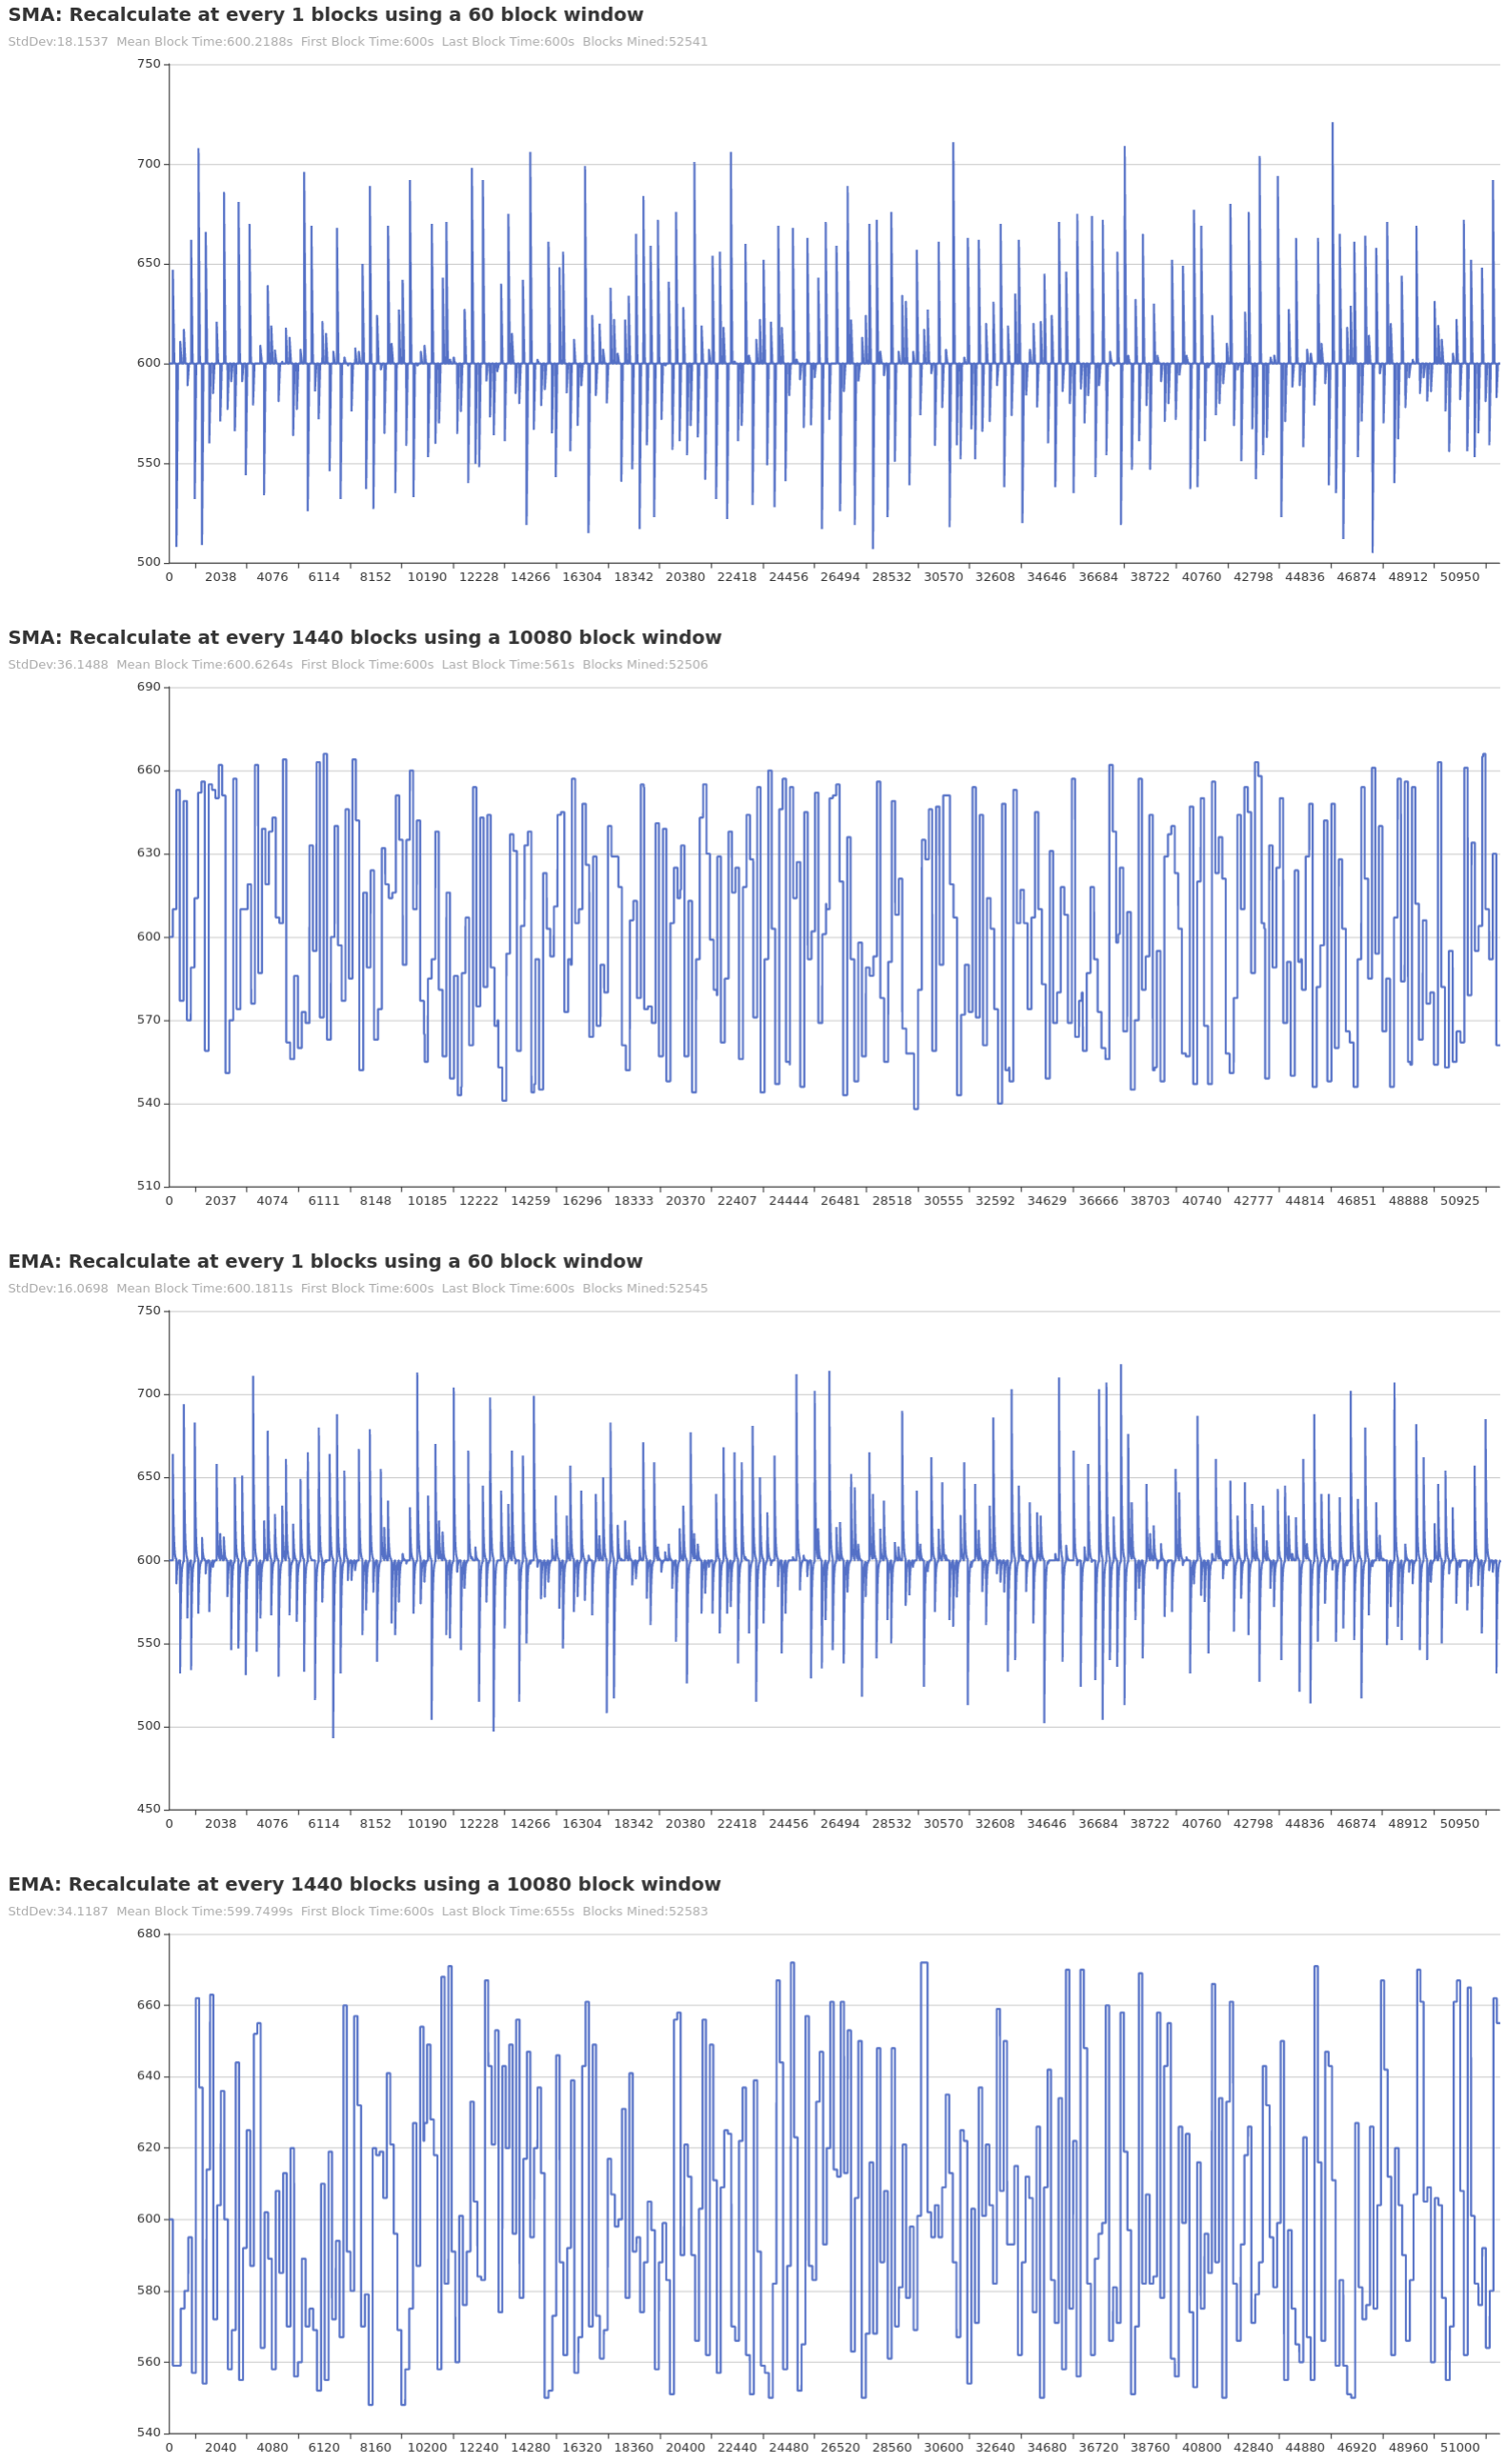 SMA: Recalculate at every 1 blocks using a 60 block window
StdDev:18.1537 Mean Block Time:600.2188s First Block Time:600s Last Block Time:600s Blocks Mined:52541
750
700
650
600
550
500
0 2038 4076 6114 8152 10190 12228 14266 16304 18342 20380 22418 24456 26494 28532 30570 32608 34646 36684 38722 40760 42798 44836 46874 48912 50950
SMA: Recalculate at every 1440 blocks using a 10080 block window
StdDev:36.1488 Mean Block Time:600.6264s First Block Time:600s Last Block Time:561s Blocks Mined:52506
690
660
630
600
570
540
510
0 2037 4074 6111 8148 10185 12222 14259 16296 18333 20370 22407 24444 26481 28518 30555 32592 34629 36666 38703 40740 42777 44814 46851 48888 50925
EMA: Recalculate at every 1 blocks using a 60 block window
StdDev:16.0698 Mean Block Time:600.1811s First Block Time:600s Last Block Time:600s Blocks Mined:52545
750
700
650
600
550
500
450
0 2038 4076 6114 8152 10190 12228 14266 16304 18342 20380 22418 24456 26494 28532 30570 32608 34646 36684 38722 40760 42798 44836 46874 48912 50950
EMA: Recalculate at every 1440 blocks using a 10080 block window
StdDev:34.1187 Mean Block Time:599.7499s First Block Time:600s Last Block Time:655s Blocks Mined:52583
680
660
640
620
600
580
560
540
0 2040 4080 6120 8160 10200 12240 14280 16320 18360 20400 22440 24480 26520 28560 30600 32640 34680 36720 38760 40800 42840 44880 46920 48960 51000